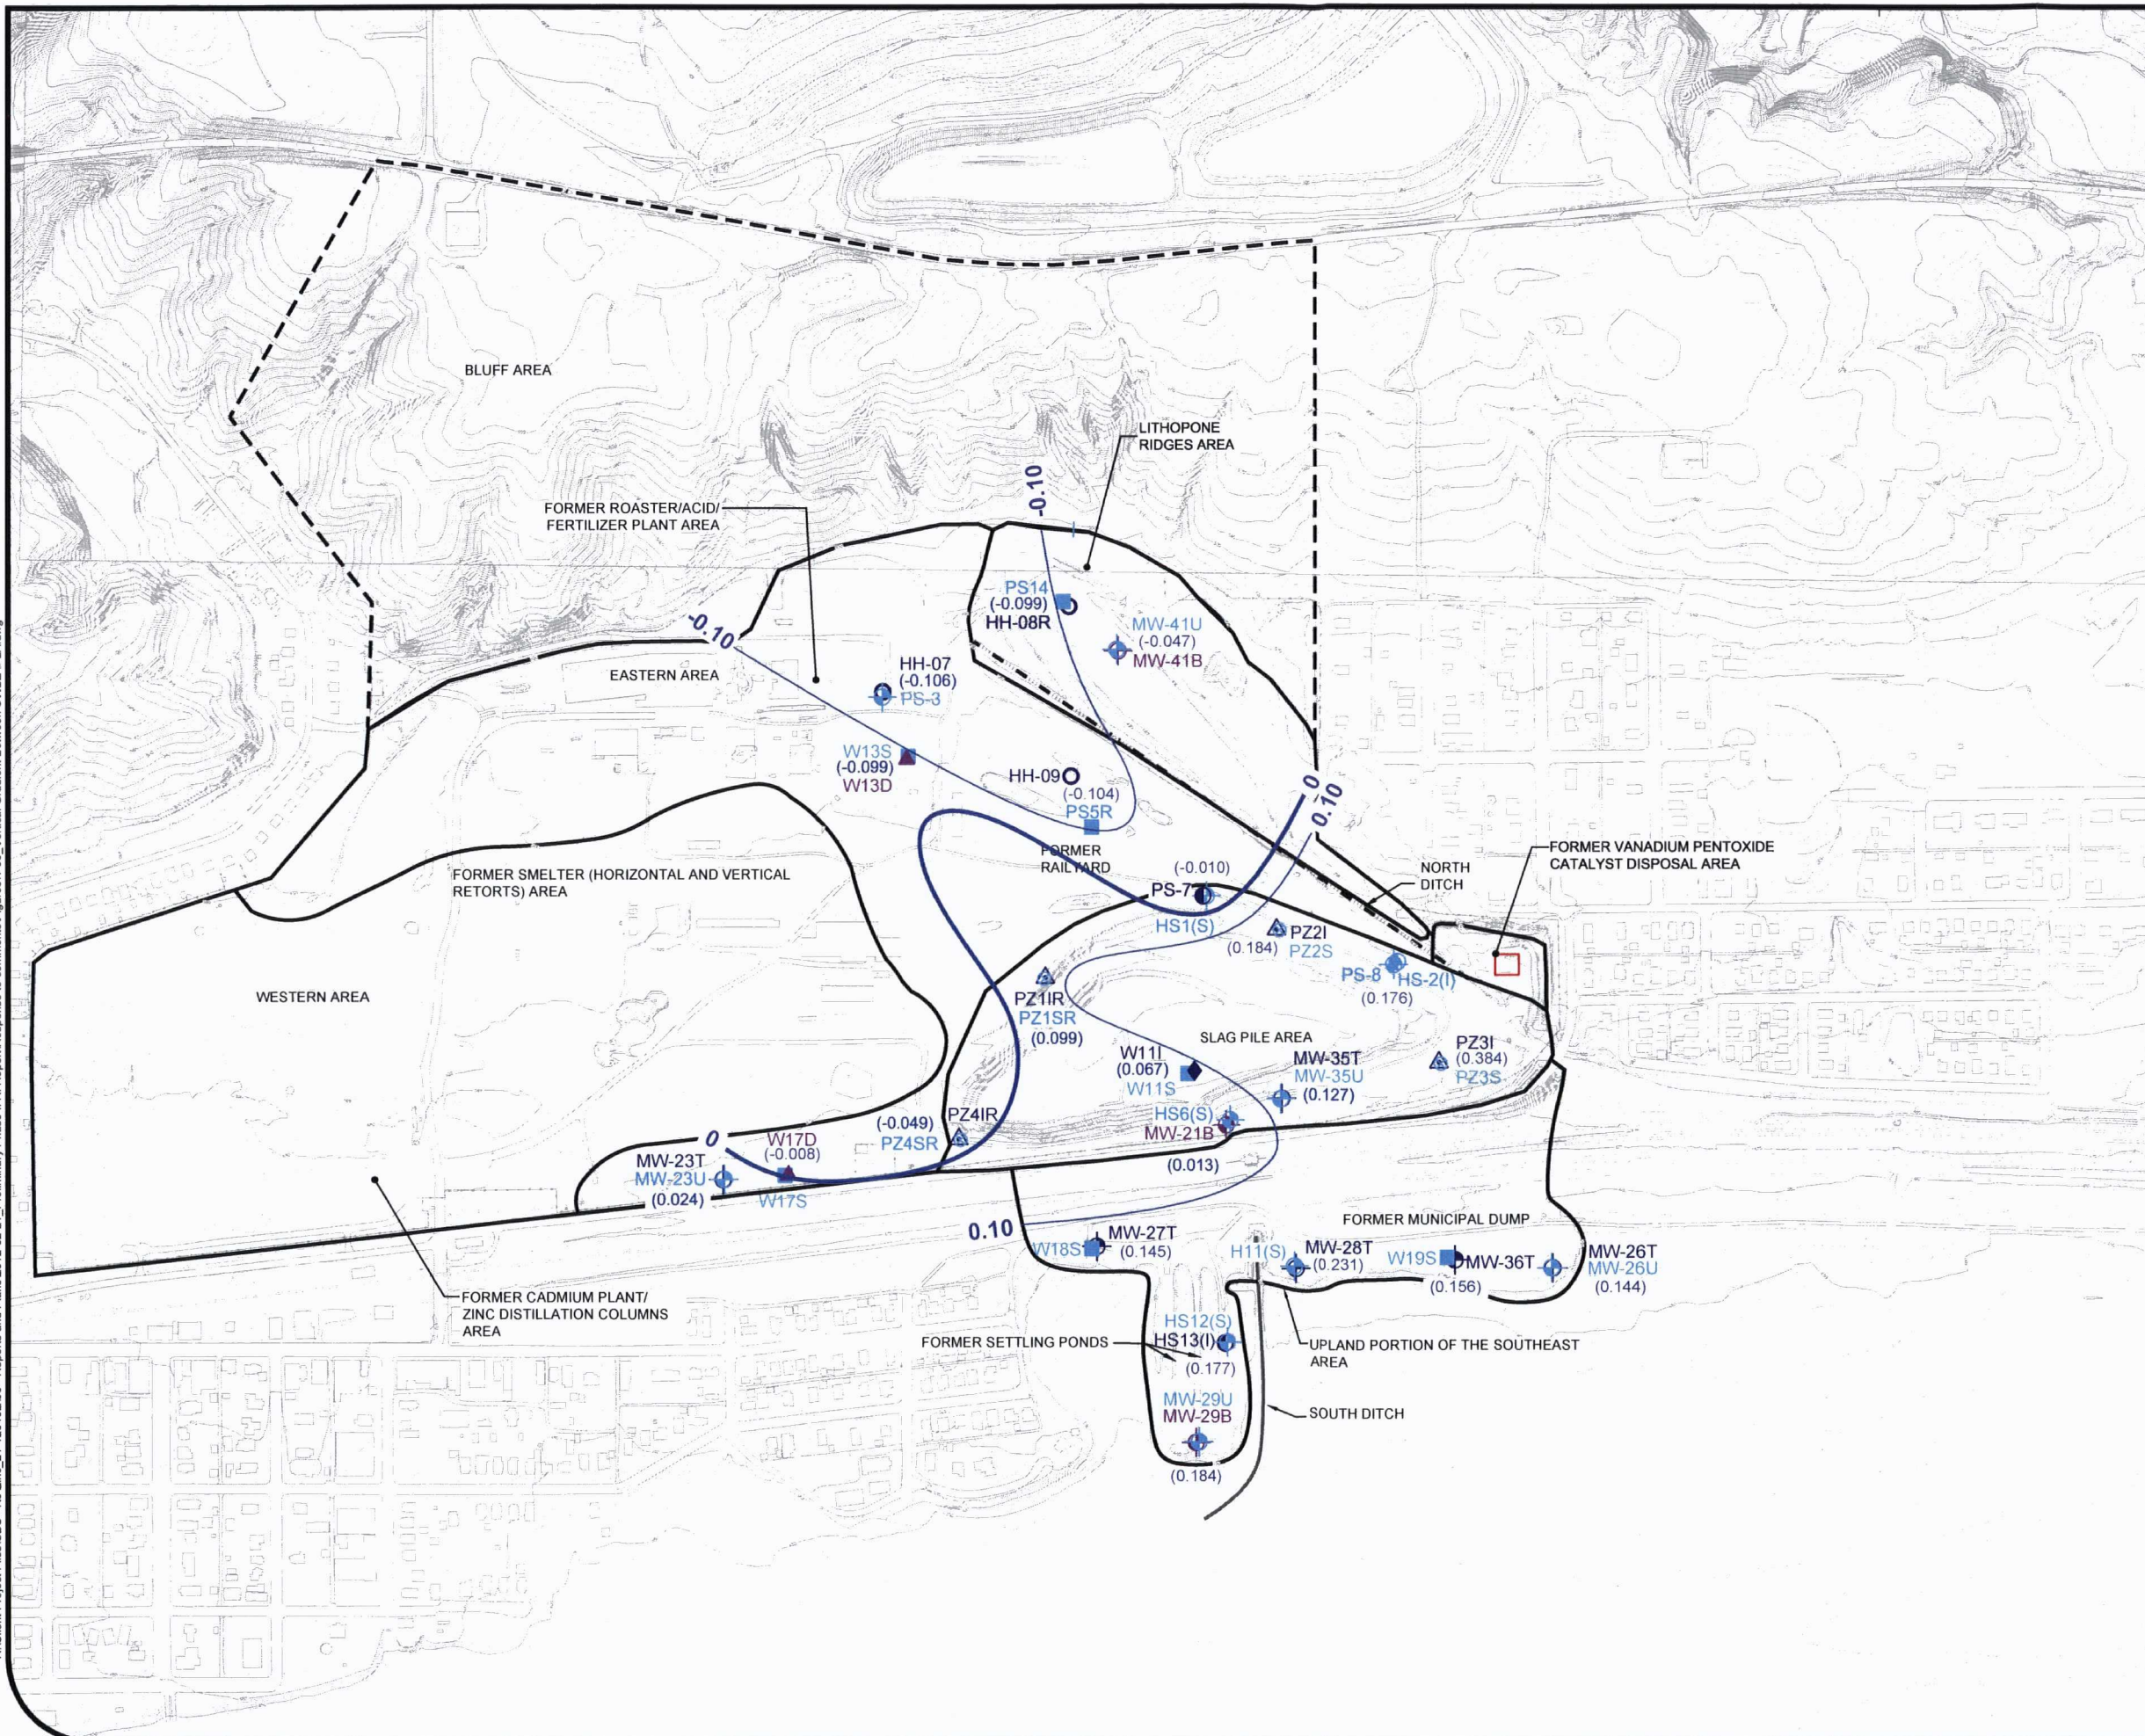 BLUFF AREA
LITHOPONE
RIDGES AREA
-0.10
FORMER ROASTER/ACID/
FERTILIZER PLANT AREA
PS14
(-0.099)
HH-08R
MW-41U
(-0.047)
MW-41B
-0.10
EASTERN AREA
HH-07
(-0.106)
PS-3
W13S
(-0.099)
W13D
HH-09
(-0.104)
PS5R
0
0.10
FORMER
RAILYARD
FORMER VANADIUM PENTOXIDE
CATALYST DISPOSAL AREA
NORTH
DITCH
FORMER SMELTER (HORIZONTAL AND VERTICAL
RETORTS) AREA
(-0.010)
PS-7
HS1(S)
PZ2I
(0.184)
PZ2S
PS-8
HS-2(I)
(0.176)
WESTERN AREA
PZ1IR
PZ1SR
(0.099)
SLAG PILE AREA
W11I
(0.067)
W11S
MW-35T
MW-35U
(0.127)
PZ3I
(0.384)
PZ3S
HS6(S)
MW-21B
(0.013)
PZ4IR
(-0.049)
PZ4SR
0
W17D
(-0.008)
W17S
MW-23T
MW-23U
(0.024)
0.10
W18S
MW-27T
(0.145)
FORMER MUNICIPAL DUMP
H11(S)
MW-28T
(0.231)
W19S
MW-36T
(0.156)
MW-26T
MW-26U
(0.144)
FORMER CADMIUM PLANT/
ZINC DISTILLATION COLUMNS
AREA
FORMER SETTLING PONDS
HS12(S)
HS13(I)
(0.177)
UPLAND PORTION OF THE SOUTHEAST
AREA
MW-29U
MW-29B
(0.184)
SOUTH DITCH